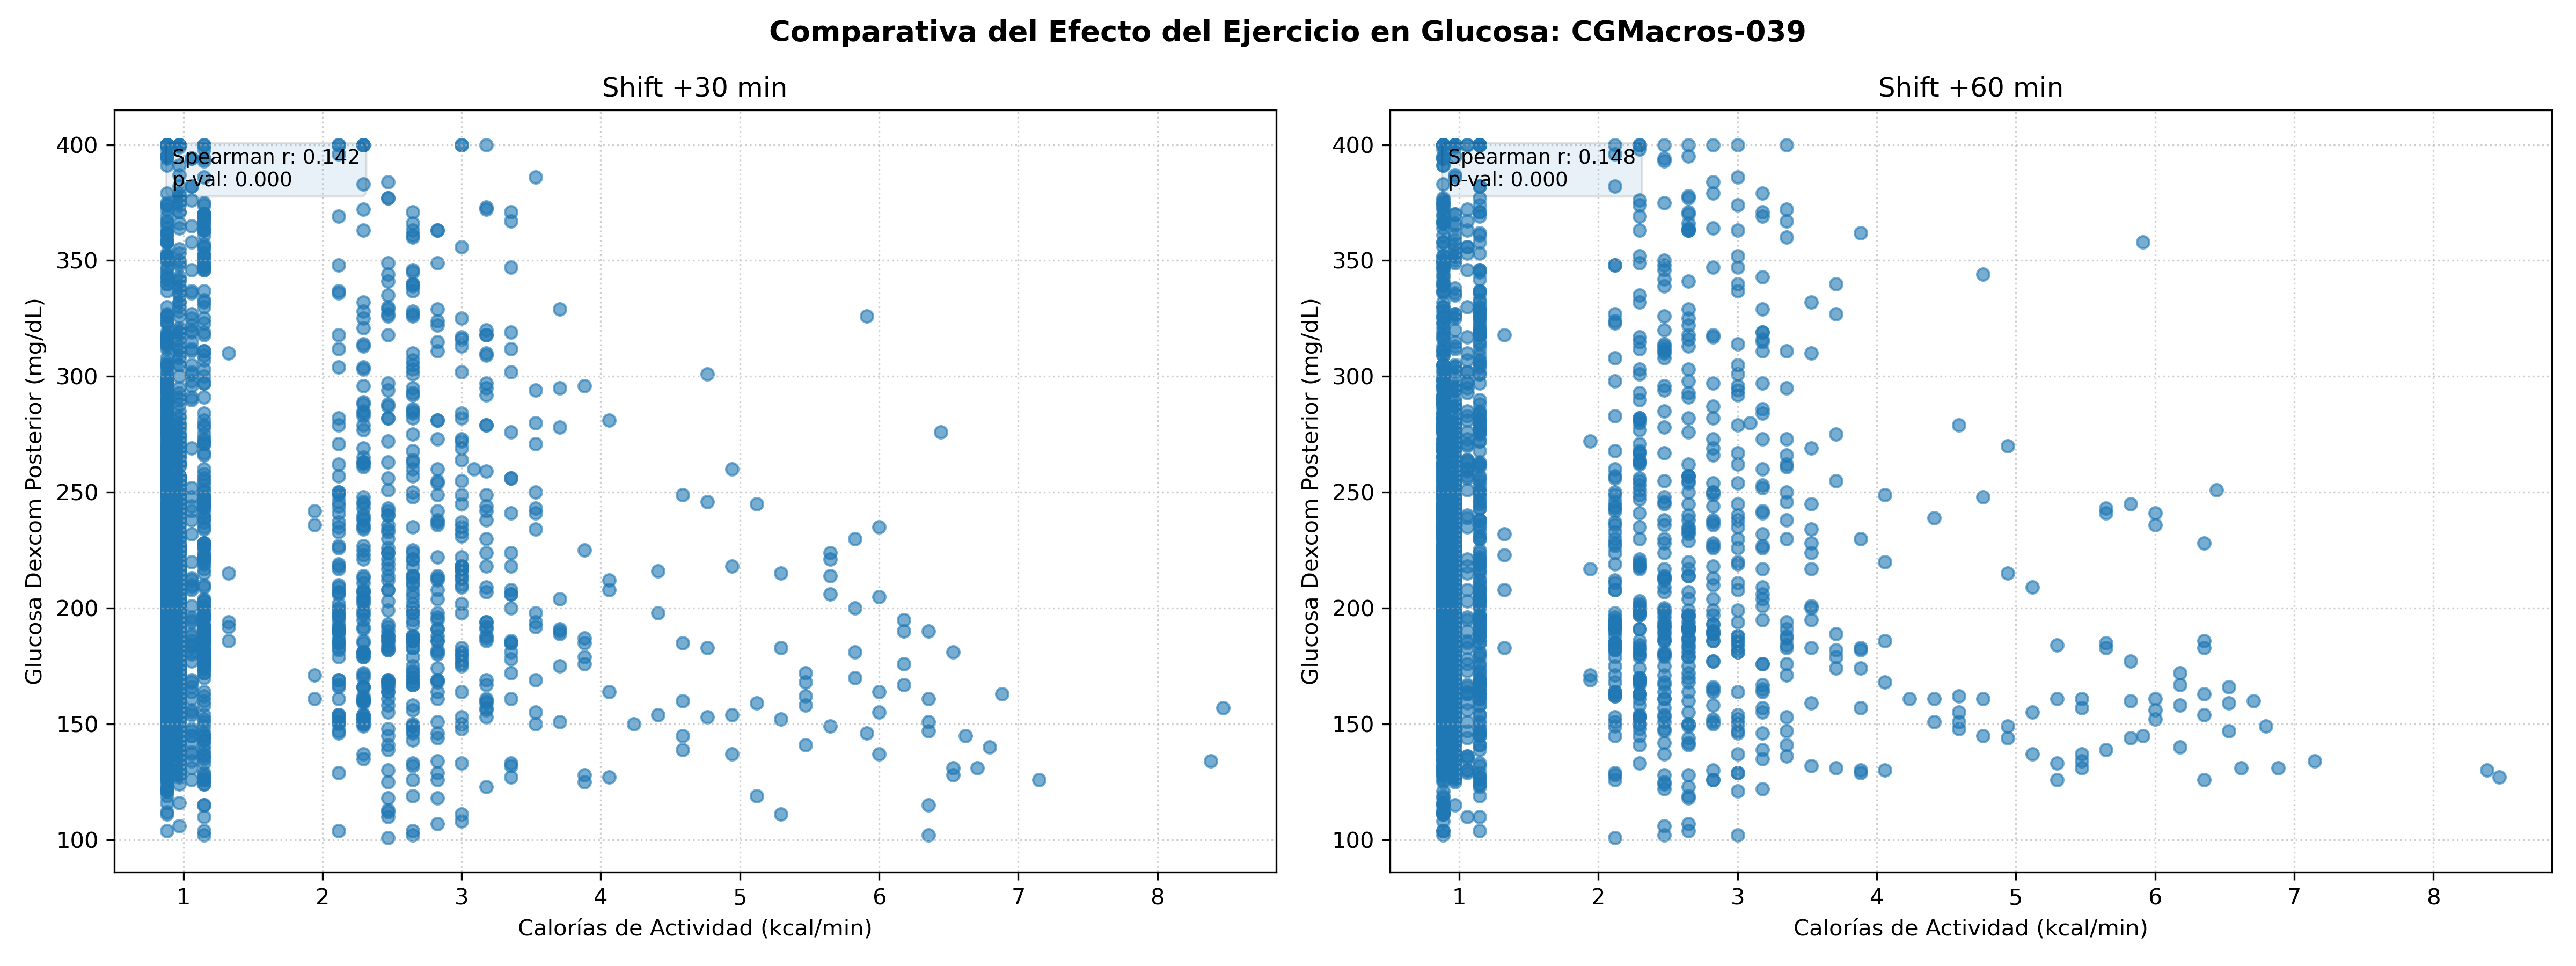 Comparativa del Efecto del Ejercicio en Glucosa: CGMacros-039
Shift +30 min
Spearman r: 0.142
p-val: 0.000
Glucosa Dexcom Posterior (mg/dL)
400
350
300
250
200
150
100
1 2 3 4 5 6 7 8
Calorías de Actividad (kcal/min)
Shift +60 min
Spearman r: 0.148
p-val: 0.000
Glucosa Dexcom Posterior (mg/dL)
400
350
300
250
200
150
100
1 2 3 4 5 6 7 8
Calorías de Actividad (kcal/min)